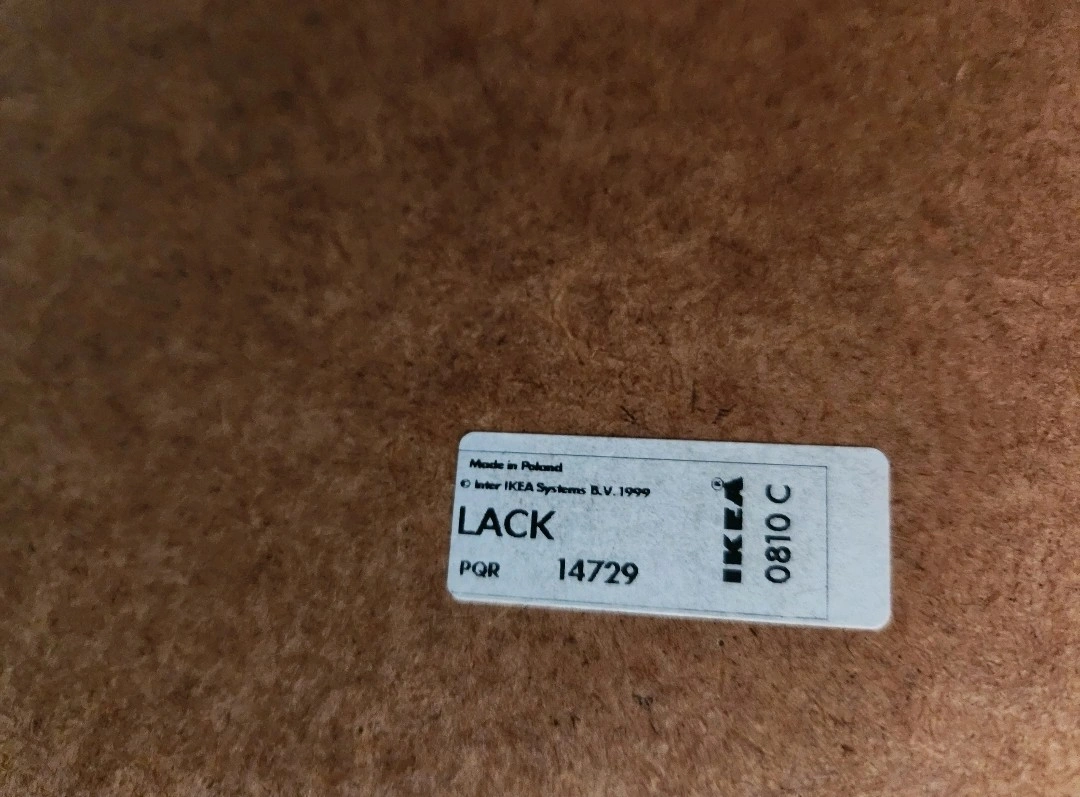 Made in Poland
© Inter IKEA Systems B.V. 1999
LACK
PQR 14729
IKEA®
0810 C